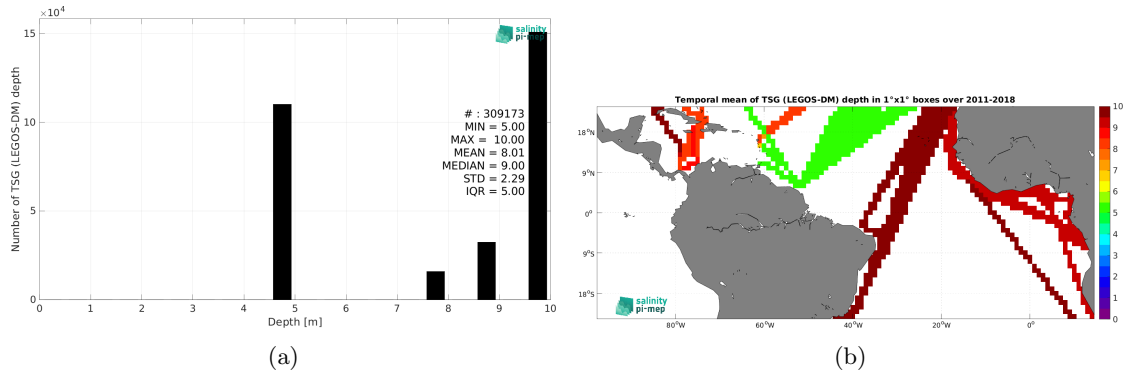 ×10⁴
15
10
5
0
Number of TSG (LEGOS-DM) depth
salinity
pi-mep
# : 309173
MIN = 5.00
MAX = 10.00
MEAN = 8.01
MEDIAN = 9.00
STD = 2.29
IQR = 5.00
0 1 2 3 4 5 6 7 8 9 10
Depth [m]
(a)
Temporal mean of TSG (LEGOS-DM) depth in 1°x1° boxes over 2011-2018
18°N
9°N
0°
9°S
18°S
80°W 60°W 40°W 20°W 0°
salinity
pi-mep
10
9
8
7
6
5
4
3
2
1
0
(b)